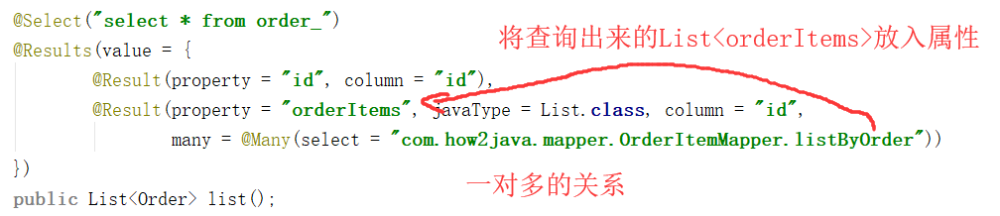 @Select("select * from order_")
@Results(value = {
将查询出来的List<orderItems>放入属性
@Result(property = "id", column = "id"),
@Result(property = "orderItems", javaType = List.class, column = "id",
many = @Many(select = "com.how2java.mapper.OrderItemMapper.listByOrder"))
})
一对多的关系
public List<Order> list();